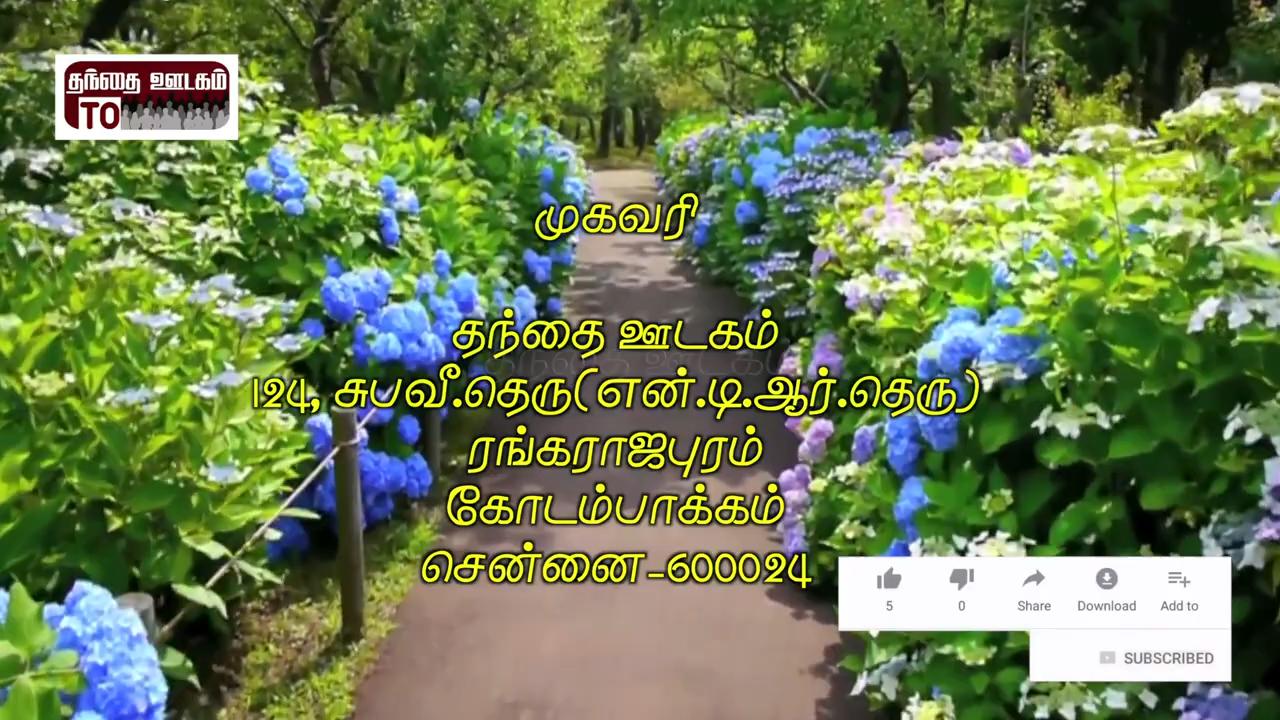 தந்தை ஊடகம்
TO
முகவரி
தந்தை ஊடகம்
124, சுபவீ.தெரு(என்.டி.ஆர்.தெரு)
ரங்கராஜபுரம்
கோடம்பாக்கம்
சென்னை-600024
5 0 Share Download Add to
SUBSCRIBED